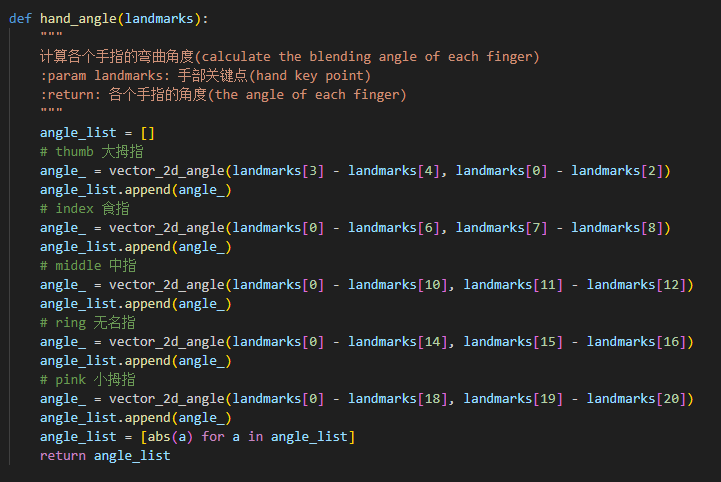 def hand_angle(landmarks):
    """
    计算各个手指的弯曲角度(calculate the blending angle of each finger)
    :param landmarks: 手部关键点(hand key point)
    :return: 各个手指的角度(the angle of each finger)
    """
    angle_list = []
    # thumb 大拇指
    angle_ = vector_2d_angle(landmarks[3] - landmarks[4], landmarks[0] - landmarks[2])
    angle_list.append(angle_)
    # index 食指
    angle_ = vector_2d_angle(landmarks[0] - landmarks[6], landmarks[7] - landmarks[8])
    angle_list.append(angle_)
    # middle 中指
    angle_ = vector_2d_angle(landmarks[0] - landmarks[10], landmarks[11] - landmarks[12])
    angle_list.append(angle_)
    # ring 无名指
    angle_ = vector_2d_angle(landmarks[0] - landmarks[14], landmarks[15] - landmarks[16])
    angle_list.append(angle_)
    # pink 小拇指
    angle_ = vector_2d_angle(landmarks[0] - landmarks[18], landmarks[19] - landmarks[20])
    angle_list.append(angle_)
    angle_list = [abs(a) for a in angle_list]
    return angle_list